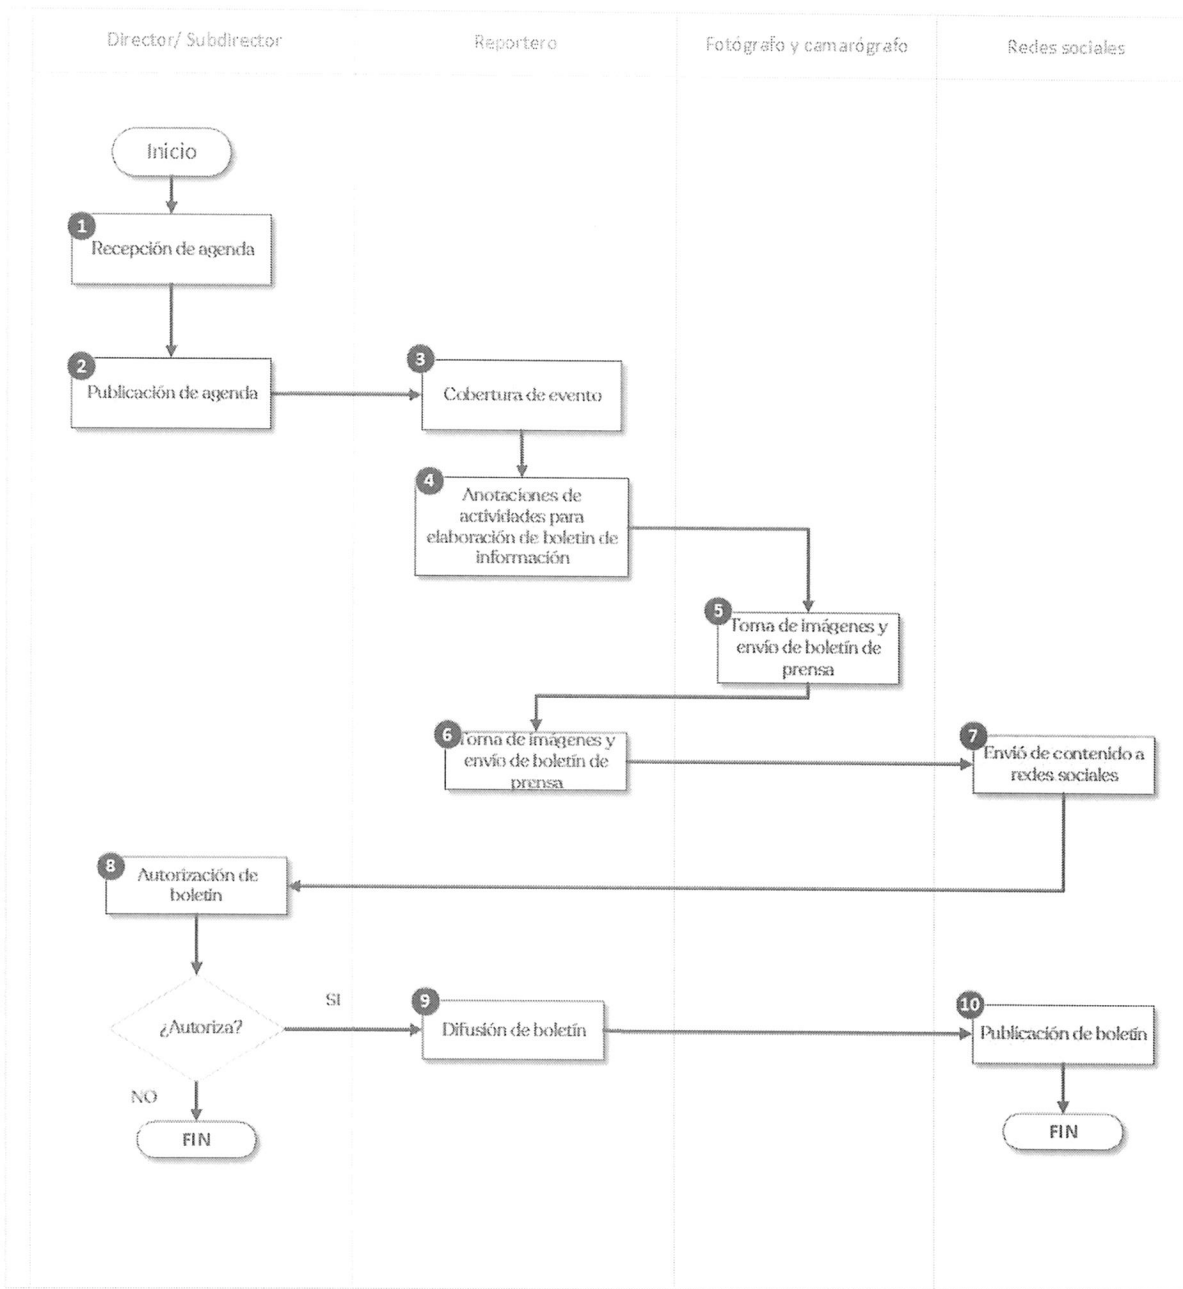 Director/ Subdirector
Reportero
Fotógrafo y camarógrafo
Redes sociales
Inicio
1
Recepción de agenda
2
Publicación de agenda
3
Cobertura de evento
4
Anotaciones de
actividades para
elaboración de boletin de
información
5
Toma de imágenes y
envío de boletín de
prensa
6
Toma de imágenes y
envío de boletín de
prensa
7
Envió de contenido a
redes sociales
8
Autorización de
boletín
¿Autoriza?
SI
NO
FIN
9
Difusión de boletín
10
Publicación de boletín
FIN